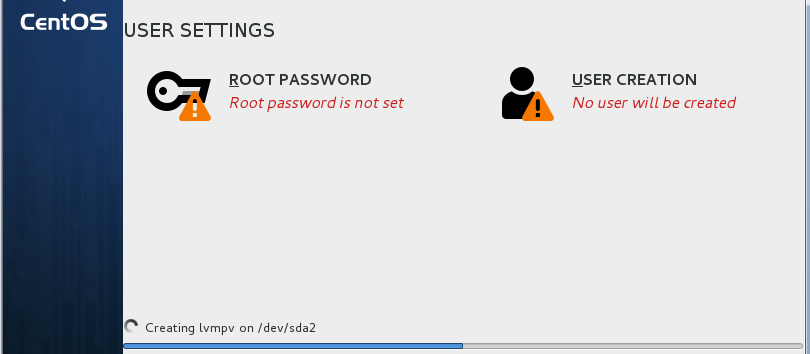 CentOS
USER SETTINGS
ROOT PASSWORD
Root password is not set
USER CREATION
No user will be created
Creating lvmpv on /dev/sda2